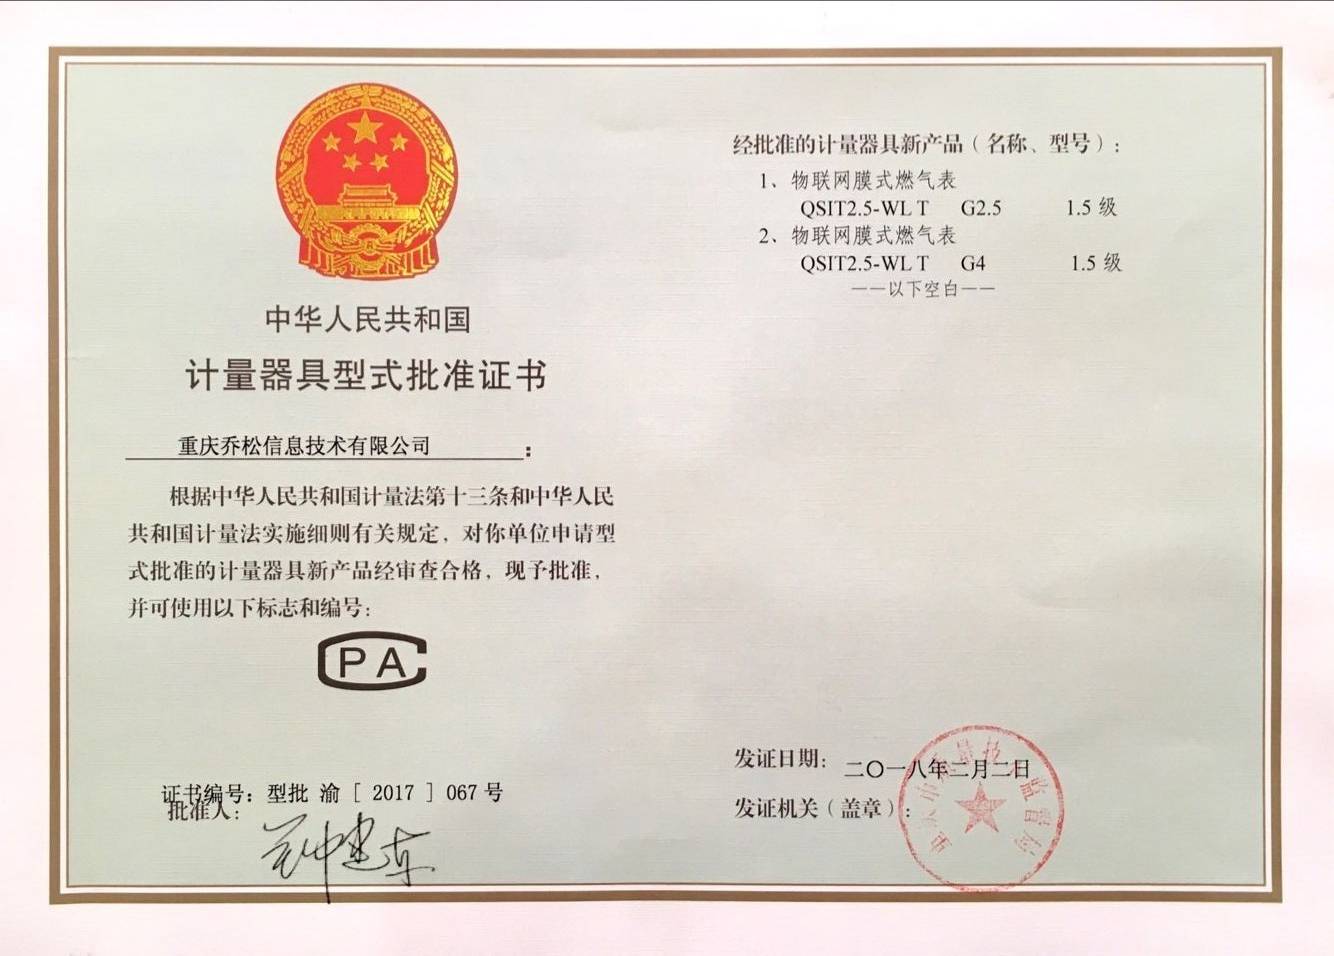 中华人民共和国
计量器具型式批准证书
重庆乔松信息技术有限公司：
根据中华人民共和国计量法第十三条和中华人民
共和国计量法实施细则有关规定，对你单位申请型
式批准的计量器具新产品经审查合格，现予批准，
并可使用以下标志和编号：
CPA
证书编号：型批 渝［ 2017 ］067 号
批准人：
经批准的计量器具新产品（名称、型号）：
1、物联网膜式燃气表
QSIT2.5-WL T G2.5 1.5 级
2、物联网膜式燃气表
QSIT2.5-WL T G4 1.5 级
——以下空白——
发证日期：二〇一八年二月二日
发证机关（盖章）：